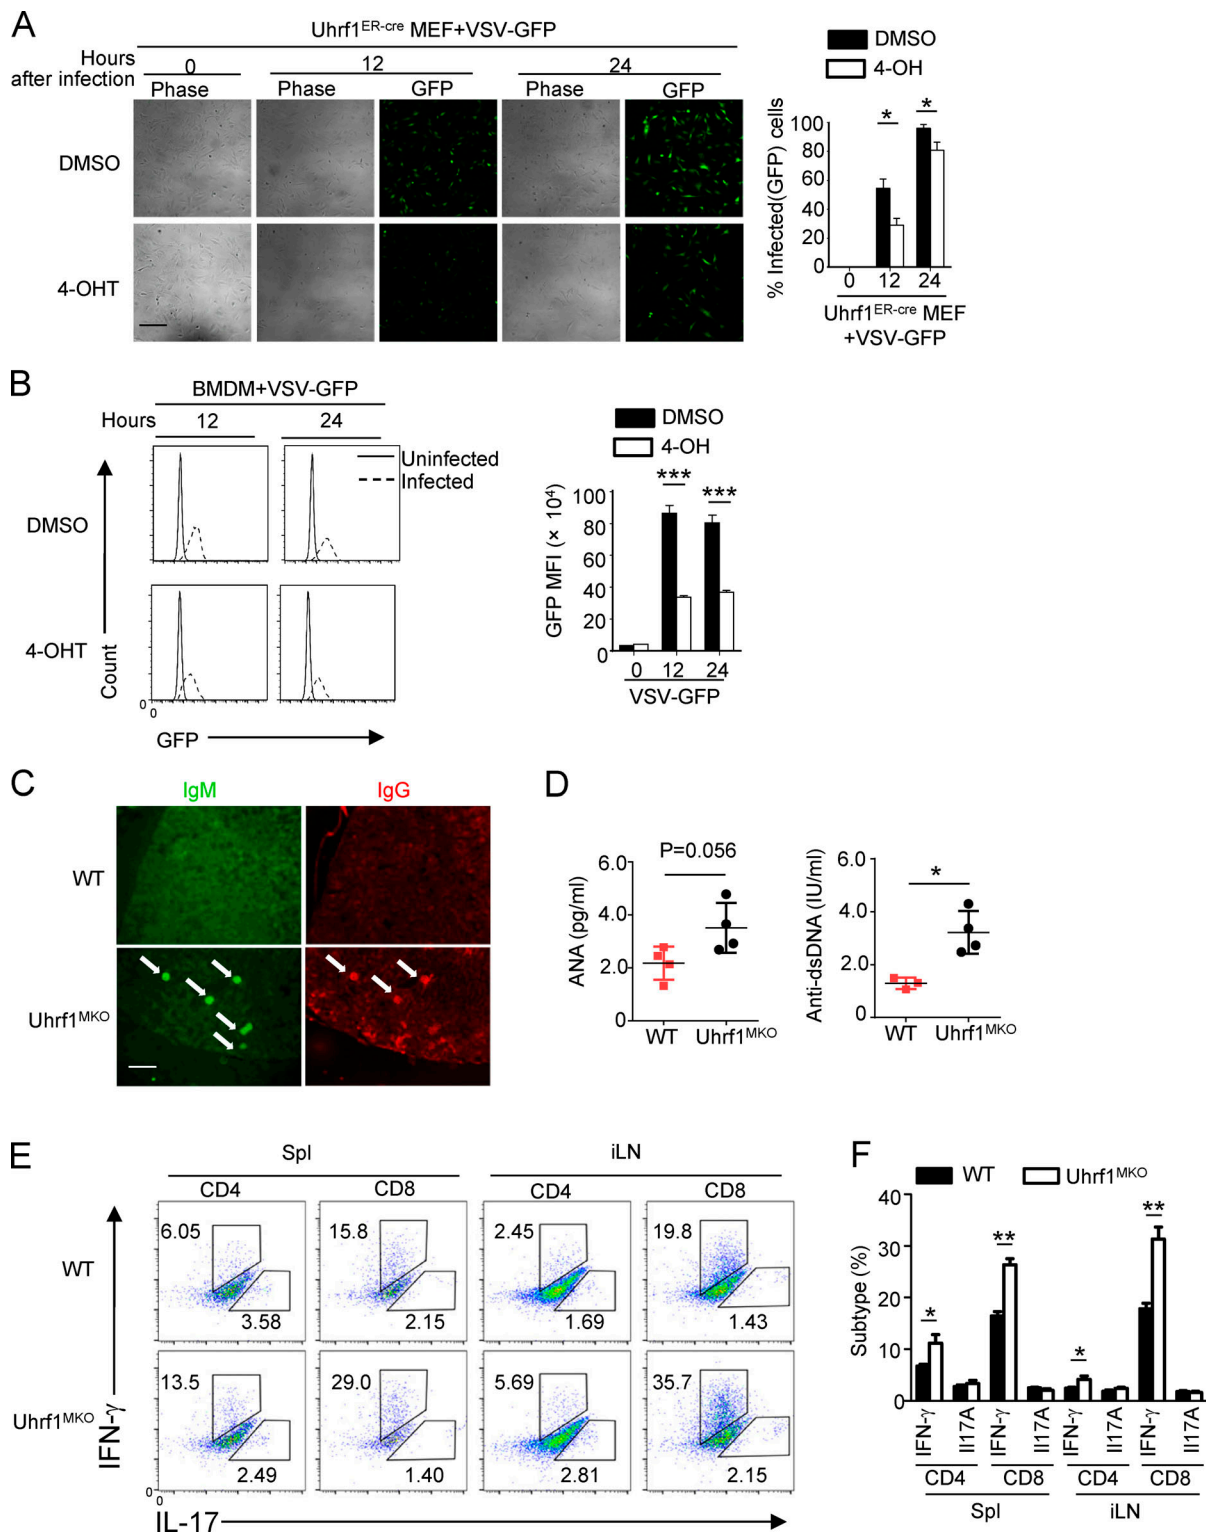 A
Uhrf1ER-cre MEF+VSV-GFP
Hours
after infection
0
12
24
Phase
Phase
GFP
Phase
GFP
DMSO
4-OHT
DMSO
4-OH
% Infected(GFP) cells
100
80
60
40
20
0
*
*
0
12
24
Uhrf1ER-cre MEF
+VSV-GFP
B
BMDM+VSV-GFP
Hours
12
24
Uninfected
Infected
DMSO
4-OHT
Count
0
0
GFP
DMSO
4-OH
GFP MFI (× 10⁴)
100
80
60
40
20
0
***
***
0
12
24
VSV-GFP
C
IgM
IgG
WT
Uhrf1MKO
D
P=0.056
ANA (pg/ml)
6.0
4.0
2.0
0
WT
Uhrf1MKO
*
Anti-dsDNA (IU/ml)
6.0
4.0
2.0
0
WT
Uhrf1MKO
E
Spl
iLN
CD4
CD8
CD4
CD8
WT
6.05
3.58
15.8
2.15
2.45
1.69
19.8
1.43
Uhrf1MKO
13.5
2.49
29.0
1.40
5.69
2.81
35.7
2.15
IFN-γ
0
0
IL-17
F
WT
Uhrf1MKO
Subtype (%)
40
30
20
10
0
*
**
*
**
IFN-γ
Il17A
IFN-γ
Il17A
IFN-γ
Il17A
IFN-γ
Il17A
CD4
CD8
CD4
CD8
Spl
iLN